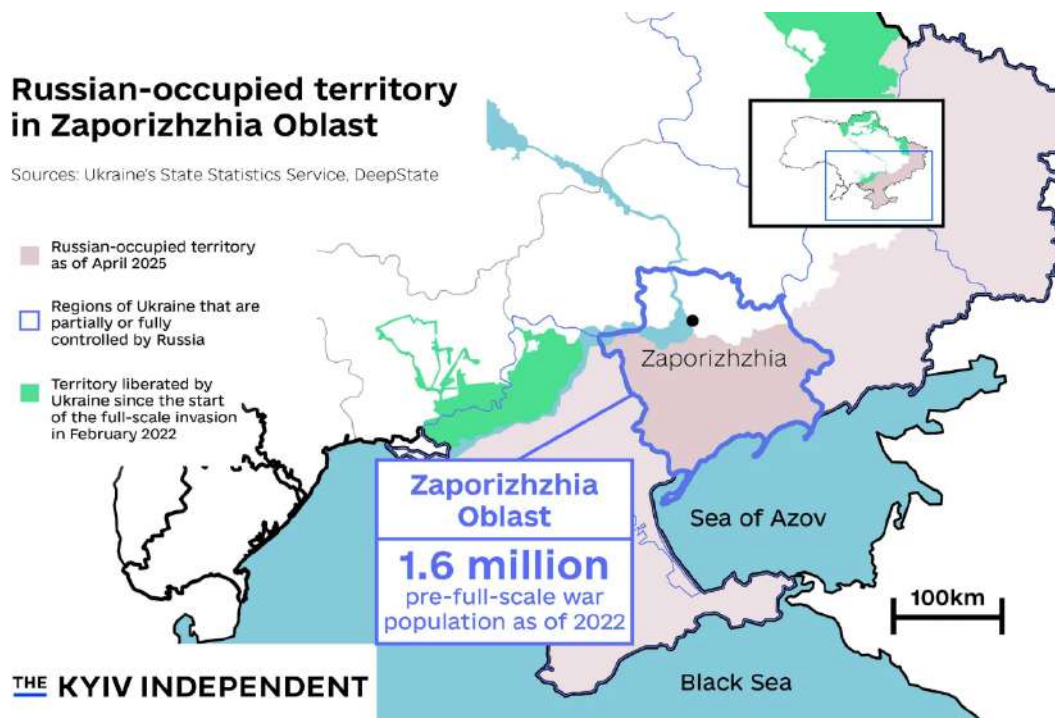 Russian-occupied territory
in Zaporizhzhia Oblast
Sources: Ukraine's State Statistics Service, DeepState
Russian-occupied territory
as of April 2025
Regions of Ukraine that are
partially or fully
controlled by Russia
Territory liberated by
Ukraine since the start
of the full-scale invasion
in February 2022
Zaporizhzhia
Zaporizhzhia
Oblast
1.6 million
pre-full-scale war
population as of 2022
Sea of Azov
100km
Black Sea
THE KYIV INDEPENDENT